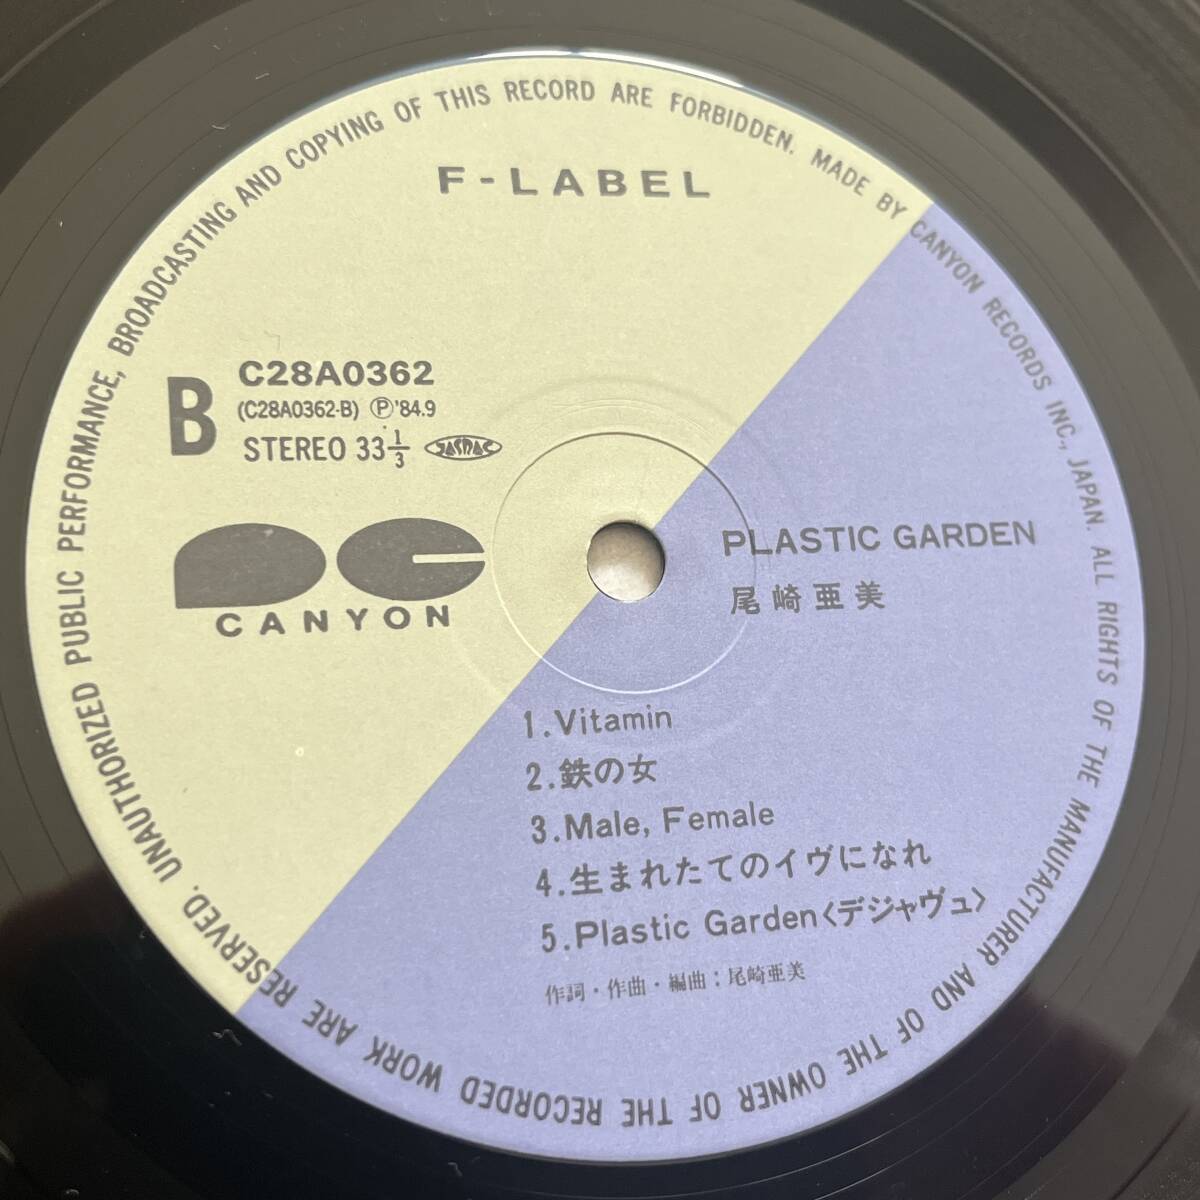 F-LABEL
B
C28A0362
(C28A0362-B) Ⓟ'84.9
STEREO 33 1/3 JASRAC
CANYON
PLASTIC GARDEN
尾崎亜美
1.Vitamin
2.鉄の女
3.Male, Female
4.生まれたてのイヴになれ
5.Plastic Garden〈デジャヴュ〉
作詞・作曲・編曲：尾崎亜美
MADE BY CANYON RECORDS INC., JAPAN. ALL RIGHTS OF THE MANUFACTURER AND OF THE OWNER OF THE RECORDED WORK ARE RESERVED. UNAUTHORIZED PUBLIC PERFORMANCE, BROADCASTING AND COPYING OF THIS RECORD ARE FORBIDDEN.